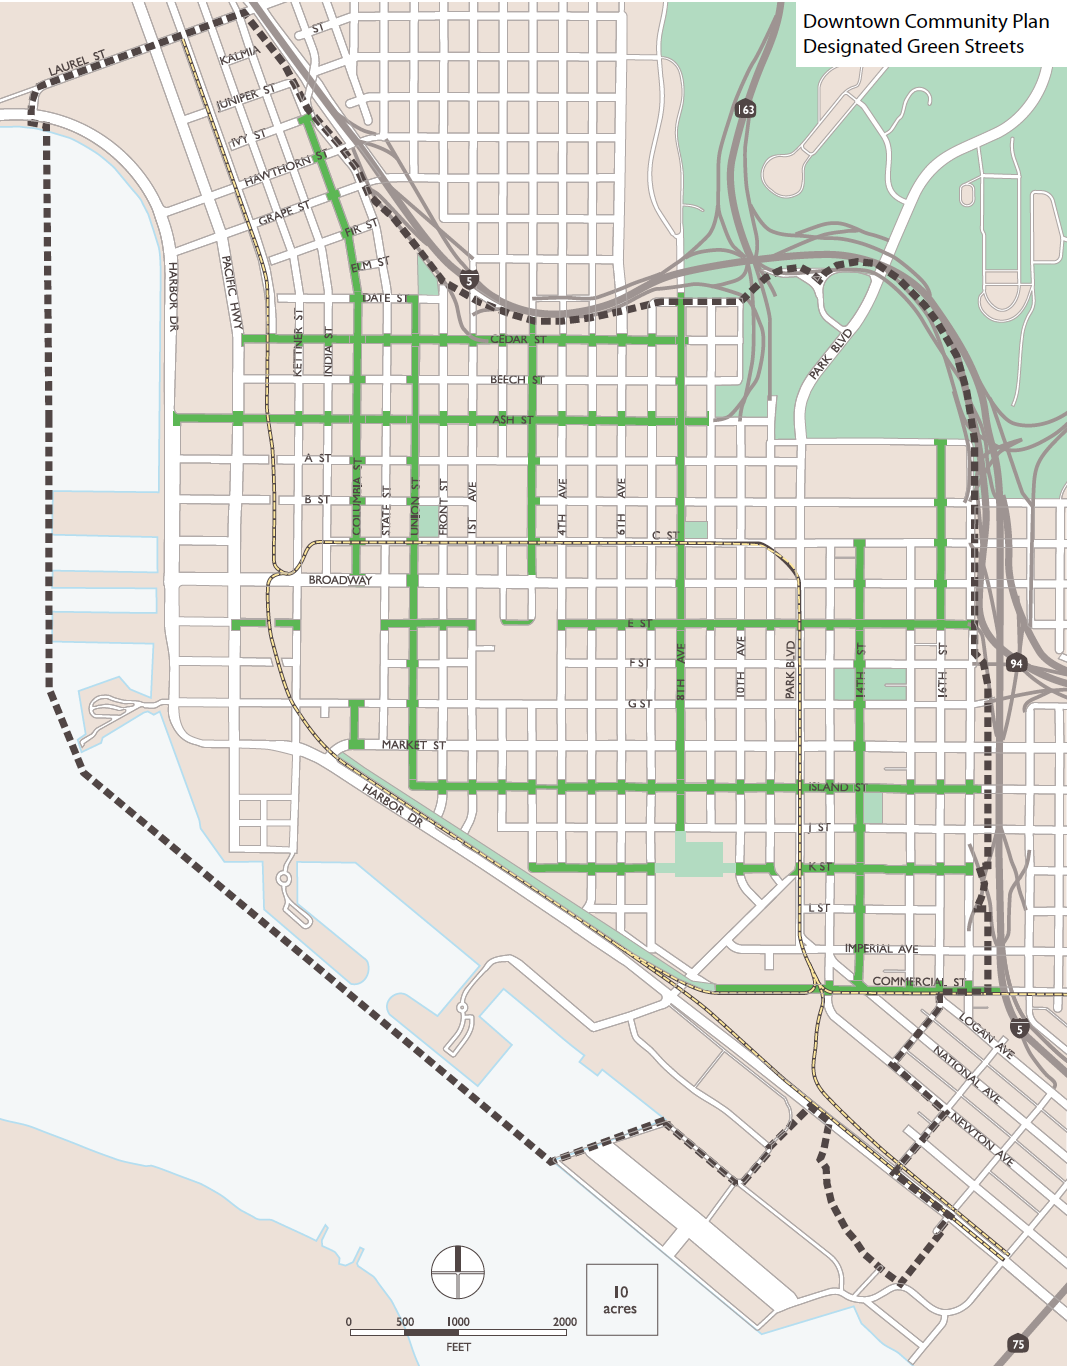 Downtown Community Plan
Designated Green Streets
LAUREL ST
KALMIA
ST
JUNIPER ST
IVY ST
HAWTHORN ST
GRAPE ST
FIR ST
ELM ST
DATE ST
163
5
HARBOR DR
PACIFIC HWY
KETTNER ST
INDIA ST
CEDAR ST
PARK BLVD
BEECH ST
ASH ST
A ST
B ST
COLUMBIA ST
STATE ST
UNION ST
FRONT ST
1ST AVE
4TH AVE
6TH AVE
C ST
BROADWAY
E ST
F ST
G ST
8TH AVE
10TH AVE
PARK BLVD
14TH ST
16TH ST
94
MARKET ST
HARBOR DR
ISLAND ST
J ST
K ST
L ST
IMPERIAL AVE
COMMERCIAL ST
LOGAN AVE
5
NATIONAL AVE
NEWTON AVE
10
acres
0 500 1000 2000
FEET
75